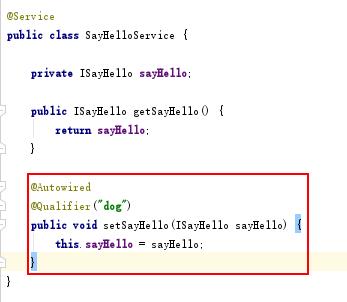 @Service
public class SayHelloService {
private ISayHello sayHello;
public ISayHello getSayHello() {
return sayHello;
}
@Autowired
@Qualifier("dog")
public void setSayHello(ISayHello sayHello) {
this.sayHello = sayHello;
}
}